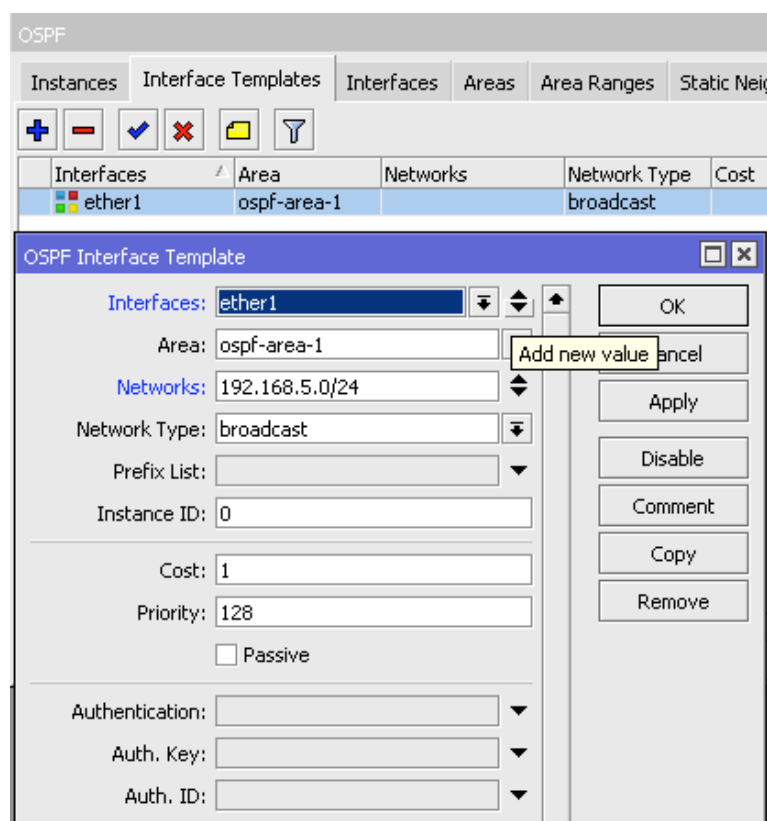 OSPF
Instances Interface Templates Interfaces Areas Area Ranges Static
Interfaces Area Networks Network Type Cost
ether1 ospf-area-1 broadcast
OSPF Interface Template
Interfaces: ether1 OK
Area: ospf-area-1 Add new value
Networks: 192.168.5.0/24 Apply
Network Type: broadcast
Prefix List: Disable
Instance ID: 0 Comment
Cost: 1 Copy
Priority: 128 Remove
Passive
Authentication:
Auth. Key:
Auth. ID: